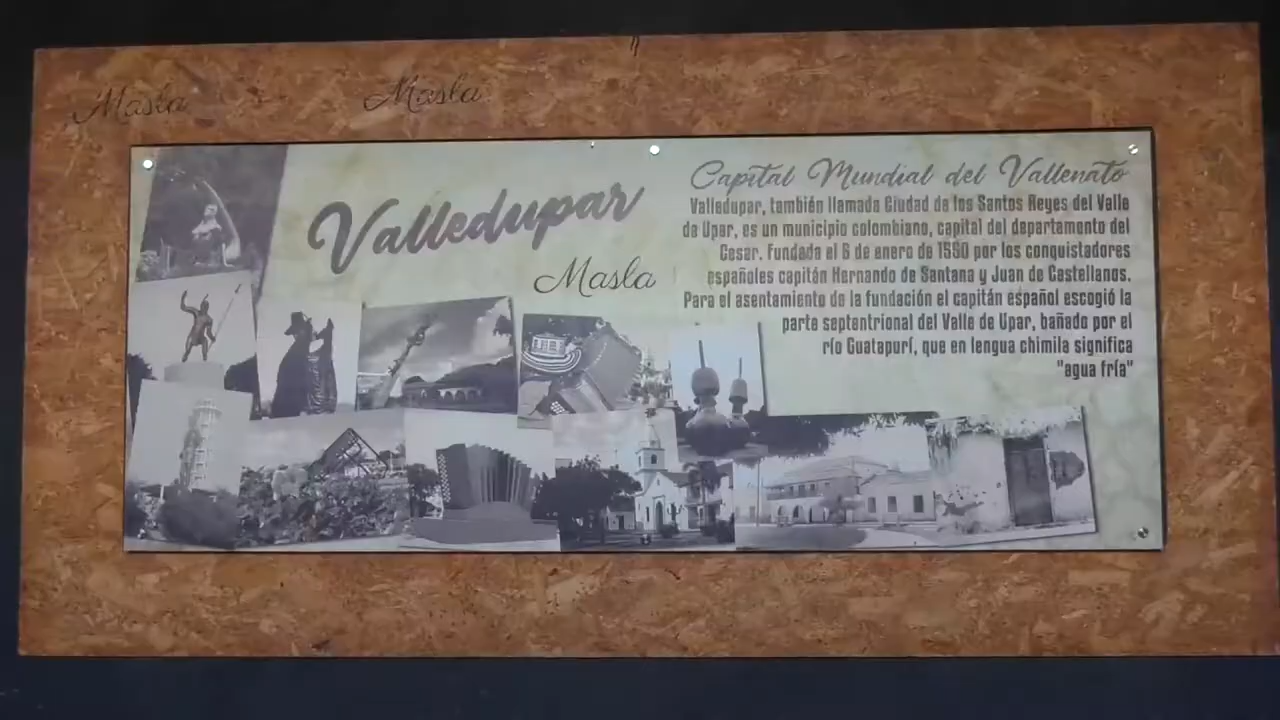 Masla
Masla
Valledupar
Masla
Capital Mundial del Vallenato
Valledupar, también llamada Ciudad de los Santos Reyes del Valle
de Upar, es un municipio colombiano, capital del departamento del
Cesar. Fundada el 6 de enero de 1550 por los conquistadores
españoles capitán Hernando de Santana y Juan de Castellanos.
Para el asentamiento de la fundación el capitán español escogió la
parte septentrional del Valle de Upar, bañado por el
río Guatapurí, que en lengua chimila significa
"agua fría"